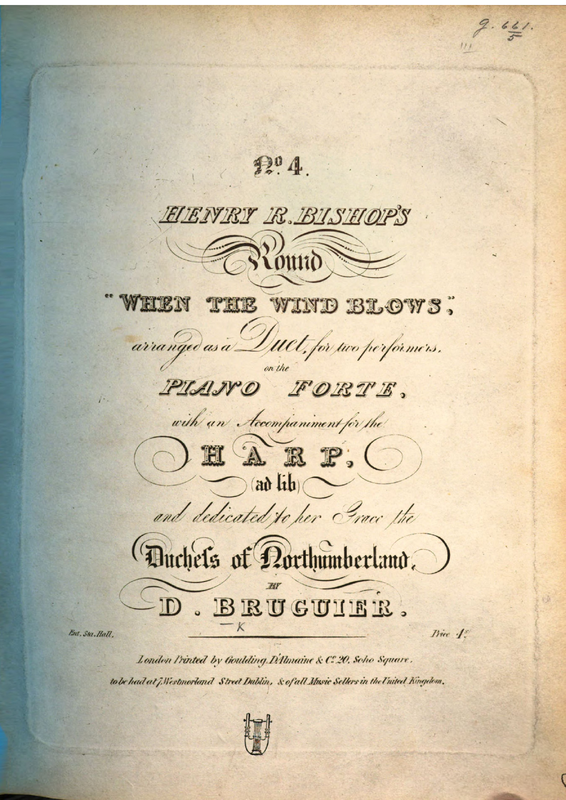 g. 661.
5
No. 4.
HENRY R. BISHOP'S
Round
"WHEN THE WIND BLOWS,"
arranged as a Duet, for two performers.
on the
PIANO FORTE,
with an Accompaniment for the
HARP,
(ad lib)
and dedicated to her Grace the
Duchess of Northumberland,
BY
D. BRUGUIER.
K
Ent. Sta. Hall.
Price 4
London Printed by Goulding, D'Almaine & Co. 20, Soho Square.
to be had at 7, Westmorland Street Dublin, & of all Music Sellers in the United Kingdom.